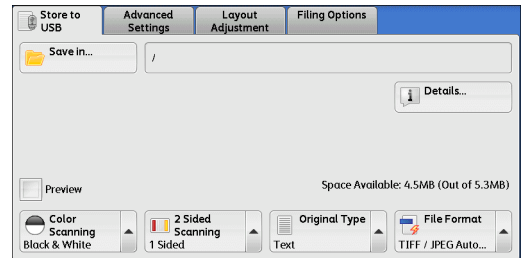 Store to
USB
Advanced
Settings
Layout
Adjustment
Filing Options
Save in...
/
Details...
Preview
Space Available: 4.5MB (Out of 5.3MB)
Color
Scanning
Black & White
2 Sided
Scanning
1 Sided
Original Type
Text
File Format
TIFF / JPEG Auto...